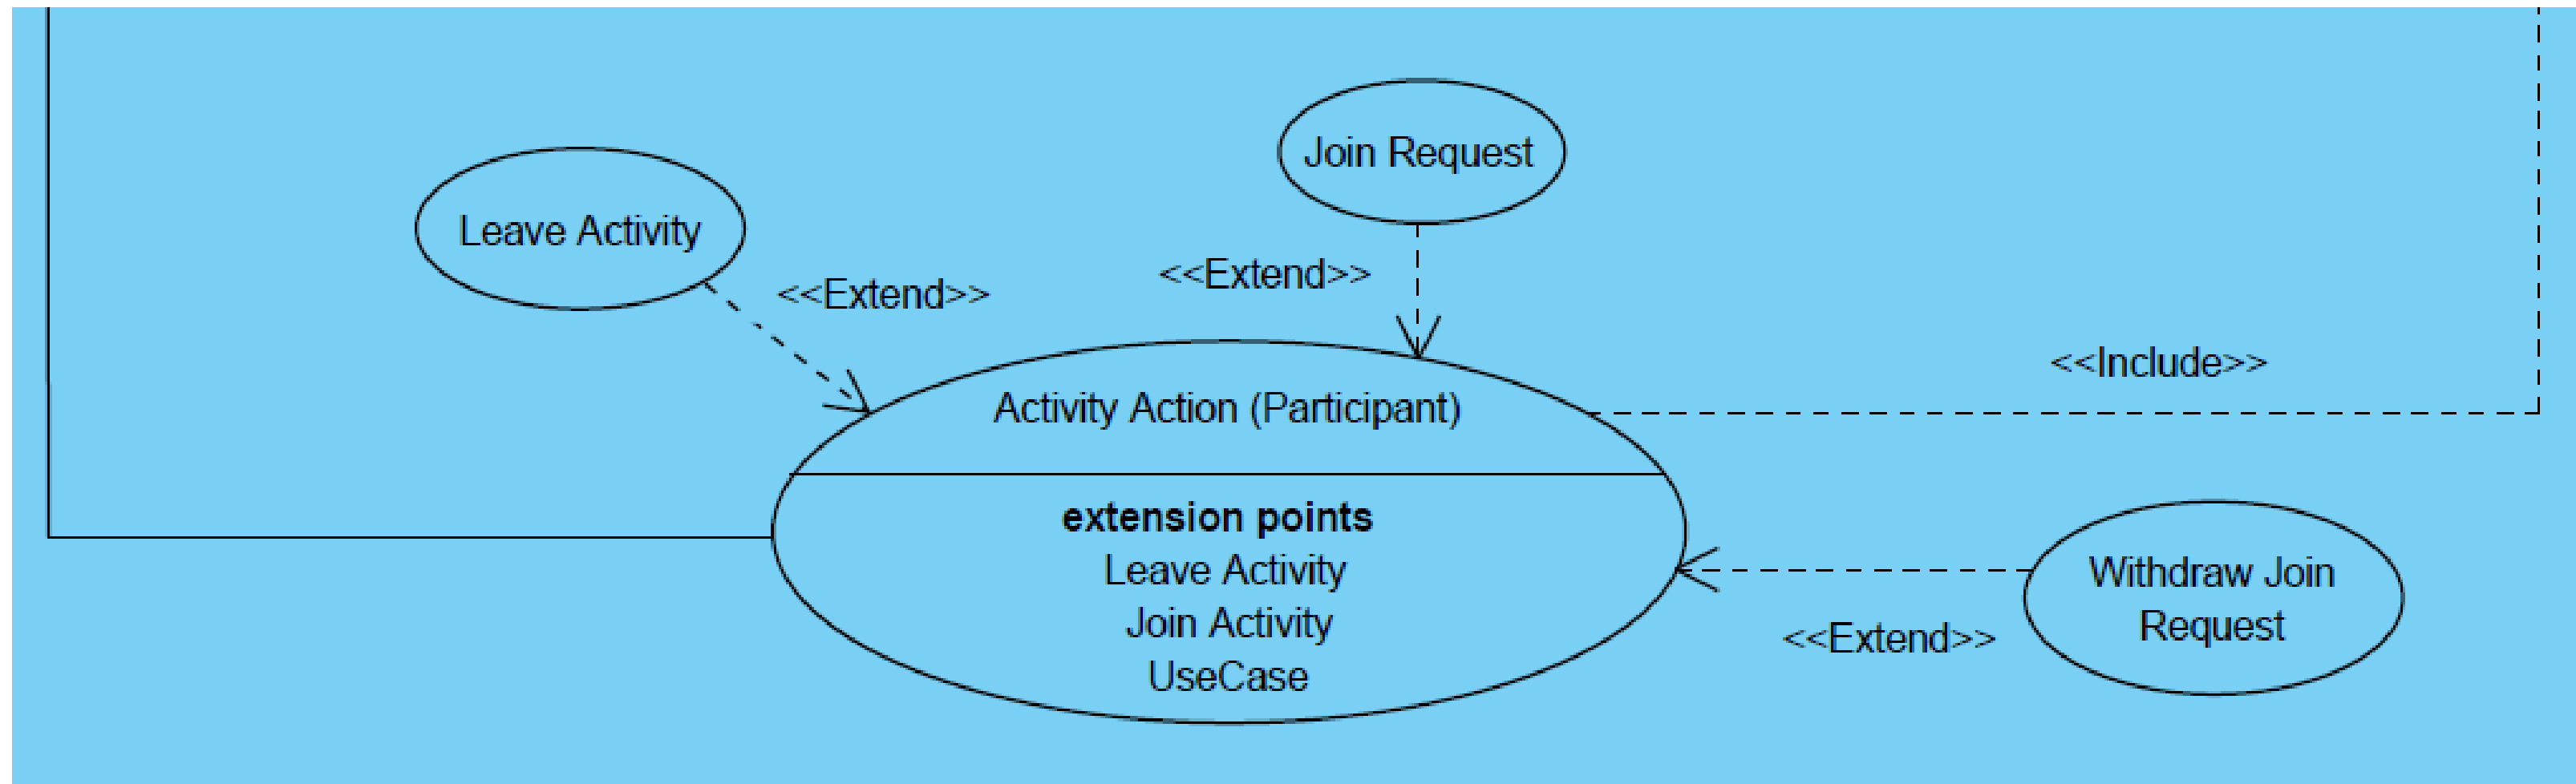 Join Request
Leave Activity
<<Extend>>
<<Extend>>
<<Include>>
Activity Action (Participant)
extension points
Leave Activity
Join Activity
UseCase
Withdraw Join
Request
<<Extend>>